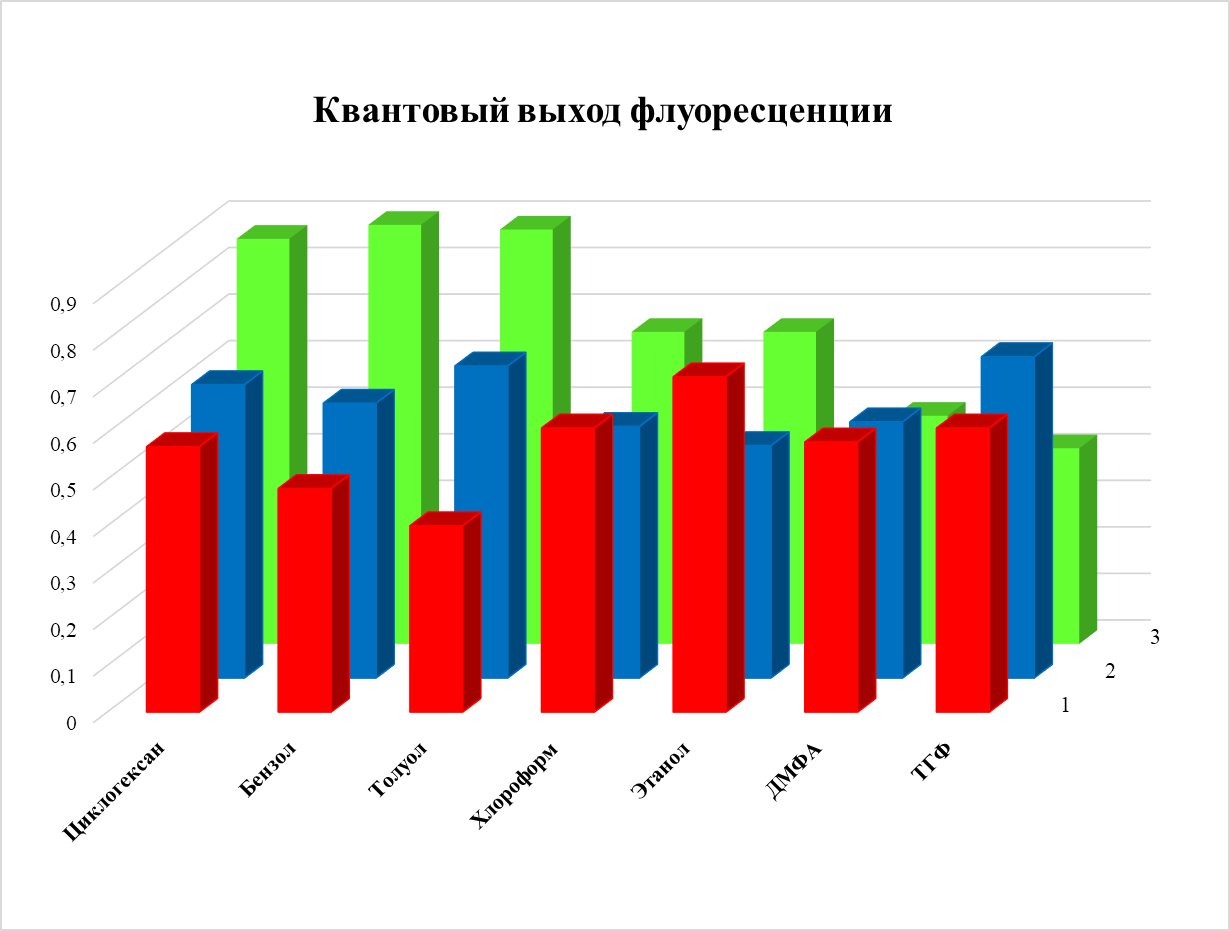 Квантовый выход флуоресценции
0,9
0,8
0,7
0,6
0,5
0,4
0,3
0,2
0,1
0
3
2
1
Циклогексан
Бензол
Толуол
Хлороформ
Этанол
ДМФА
ТГФ